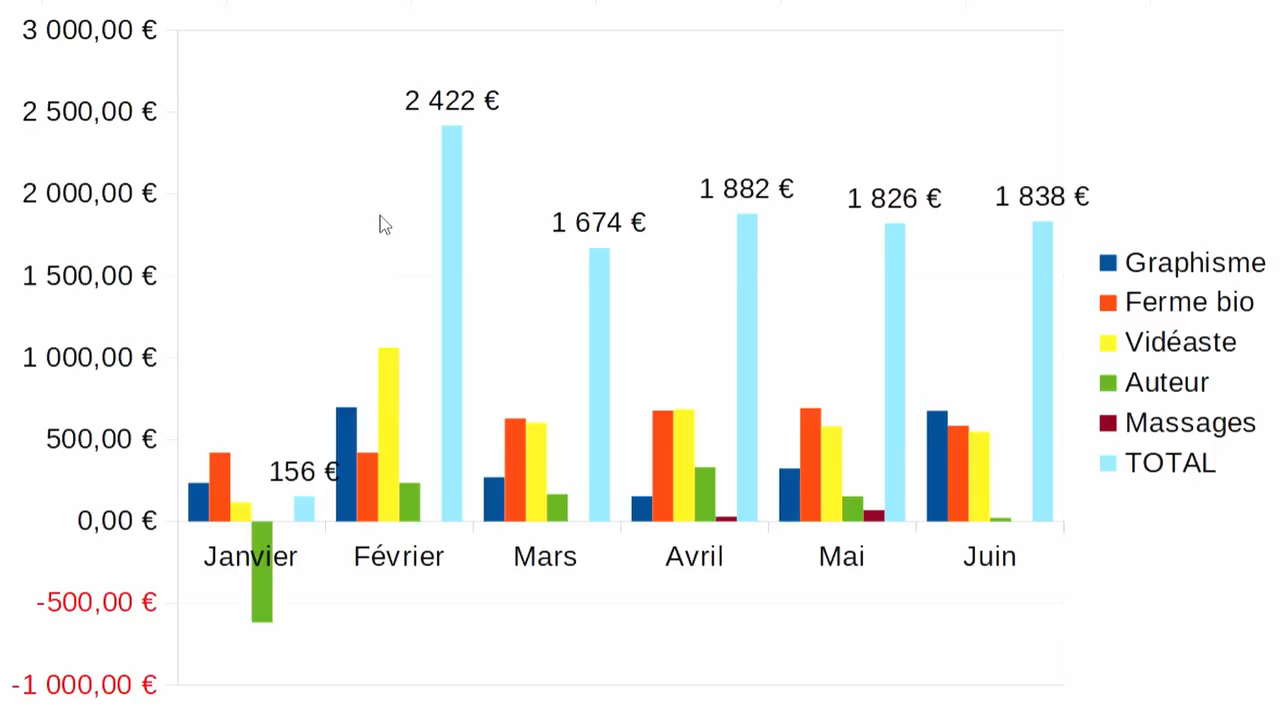 3 000,00 €
2 500,00 €
2 000,00 €
1 500,00 €
1 000,00 €
500,00 €
0,00 €
-500,00 €
-1 000,00 €
156 €
2 422 €
1 674 €
1 882 €
1 826 €
1 838 €
Janvier
Février
Mars
Avril
Mai
Juin
Graphisme
Ferme bio
Vidéaste
Auteur
Massages
TOTAL